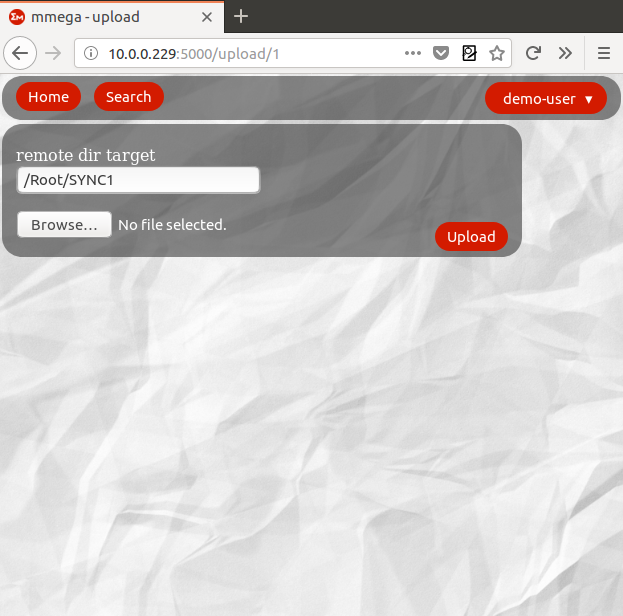 mmega - upload
10.0.0.229:5000/upload/1
Home Search demo-user ▾
remote dir target
/Root/SYNC1
Browse... No file selected.
Upload